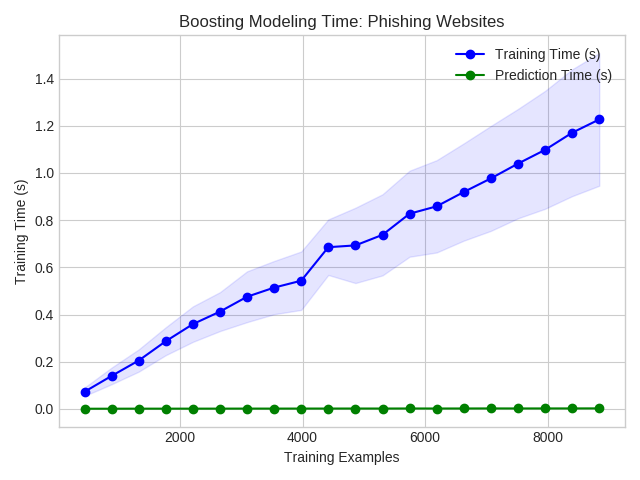 Boosting Modeling Time: Phishing Websites
Training Time (s)
Prediction Time (s)
Training Time (s)
1.4
1.2
1.0
0.8
0.6
0.4
0.2
0.0
2000 4000 6000 8000
Training Examples